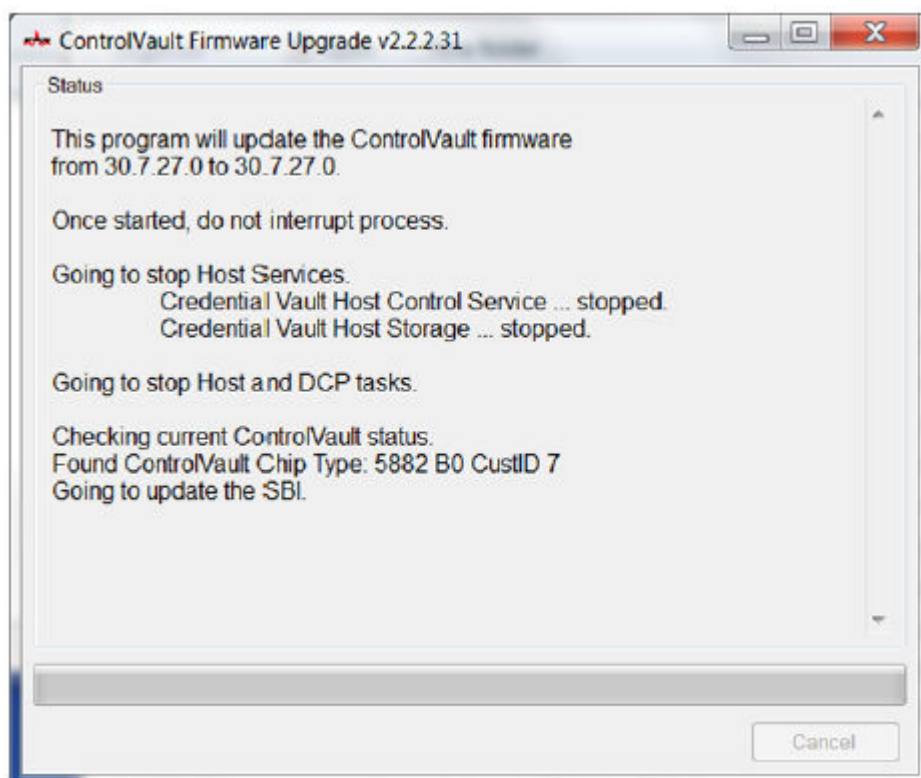 ControlVault Firmware Upgrade v2.2.2.31
Status
This program will update the ControlVault firmware
from 30.7.27.0 to 30.7.27.0.
Once started, do not interrupt process.
Going to stop Host Services.
Credential Vault Host Control Service ... stopped.
Credential Vault Host Storage ... stopped.
Going to stop Host and DCP tasks.
Checking current ControlVault status.
Found ControlVault Chip Type: 5882 B0 CustID 7
Going to update the SBI.
Cancel